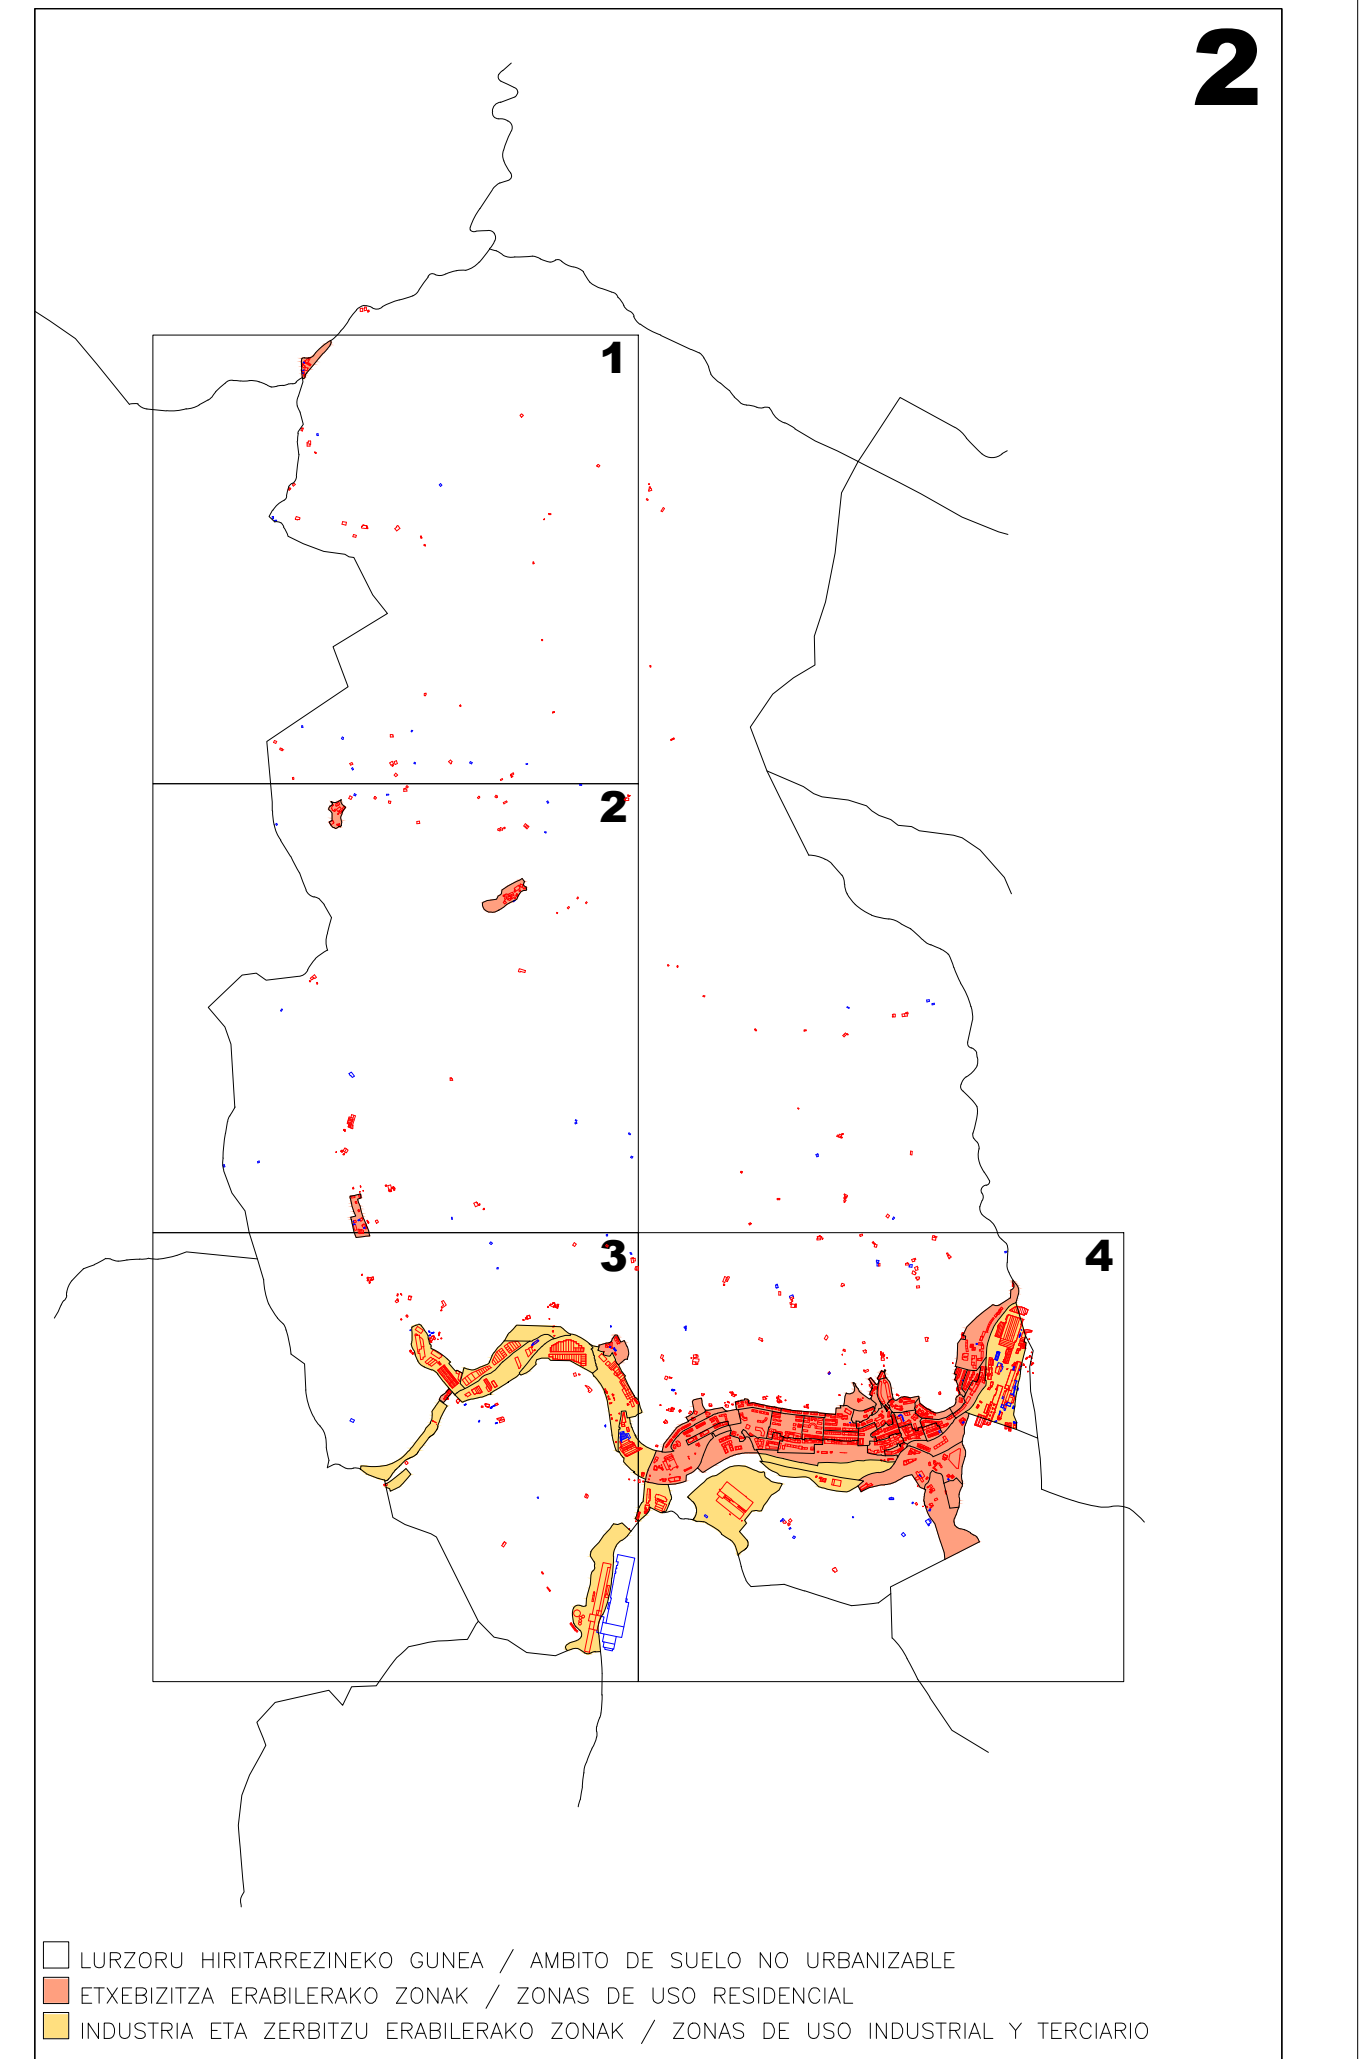 2
1
2
3
4
LURZORU HIRITARREZINEKO GUNEA / AMBITO DE SUELO NO URBANIZABLE
ETXEBIZITZA ERABILERAKO ZONAK / ZONAS DE USO RESIDENCIAL
INDUSTRIA ETA ZERBITZU ERABILERAKO ZONAK / ZONAS DE USO INDUSTRIAL Y TERCIARIO